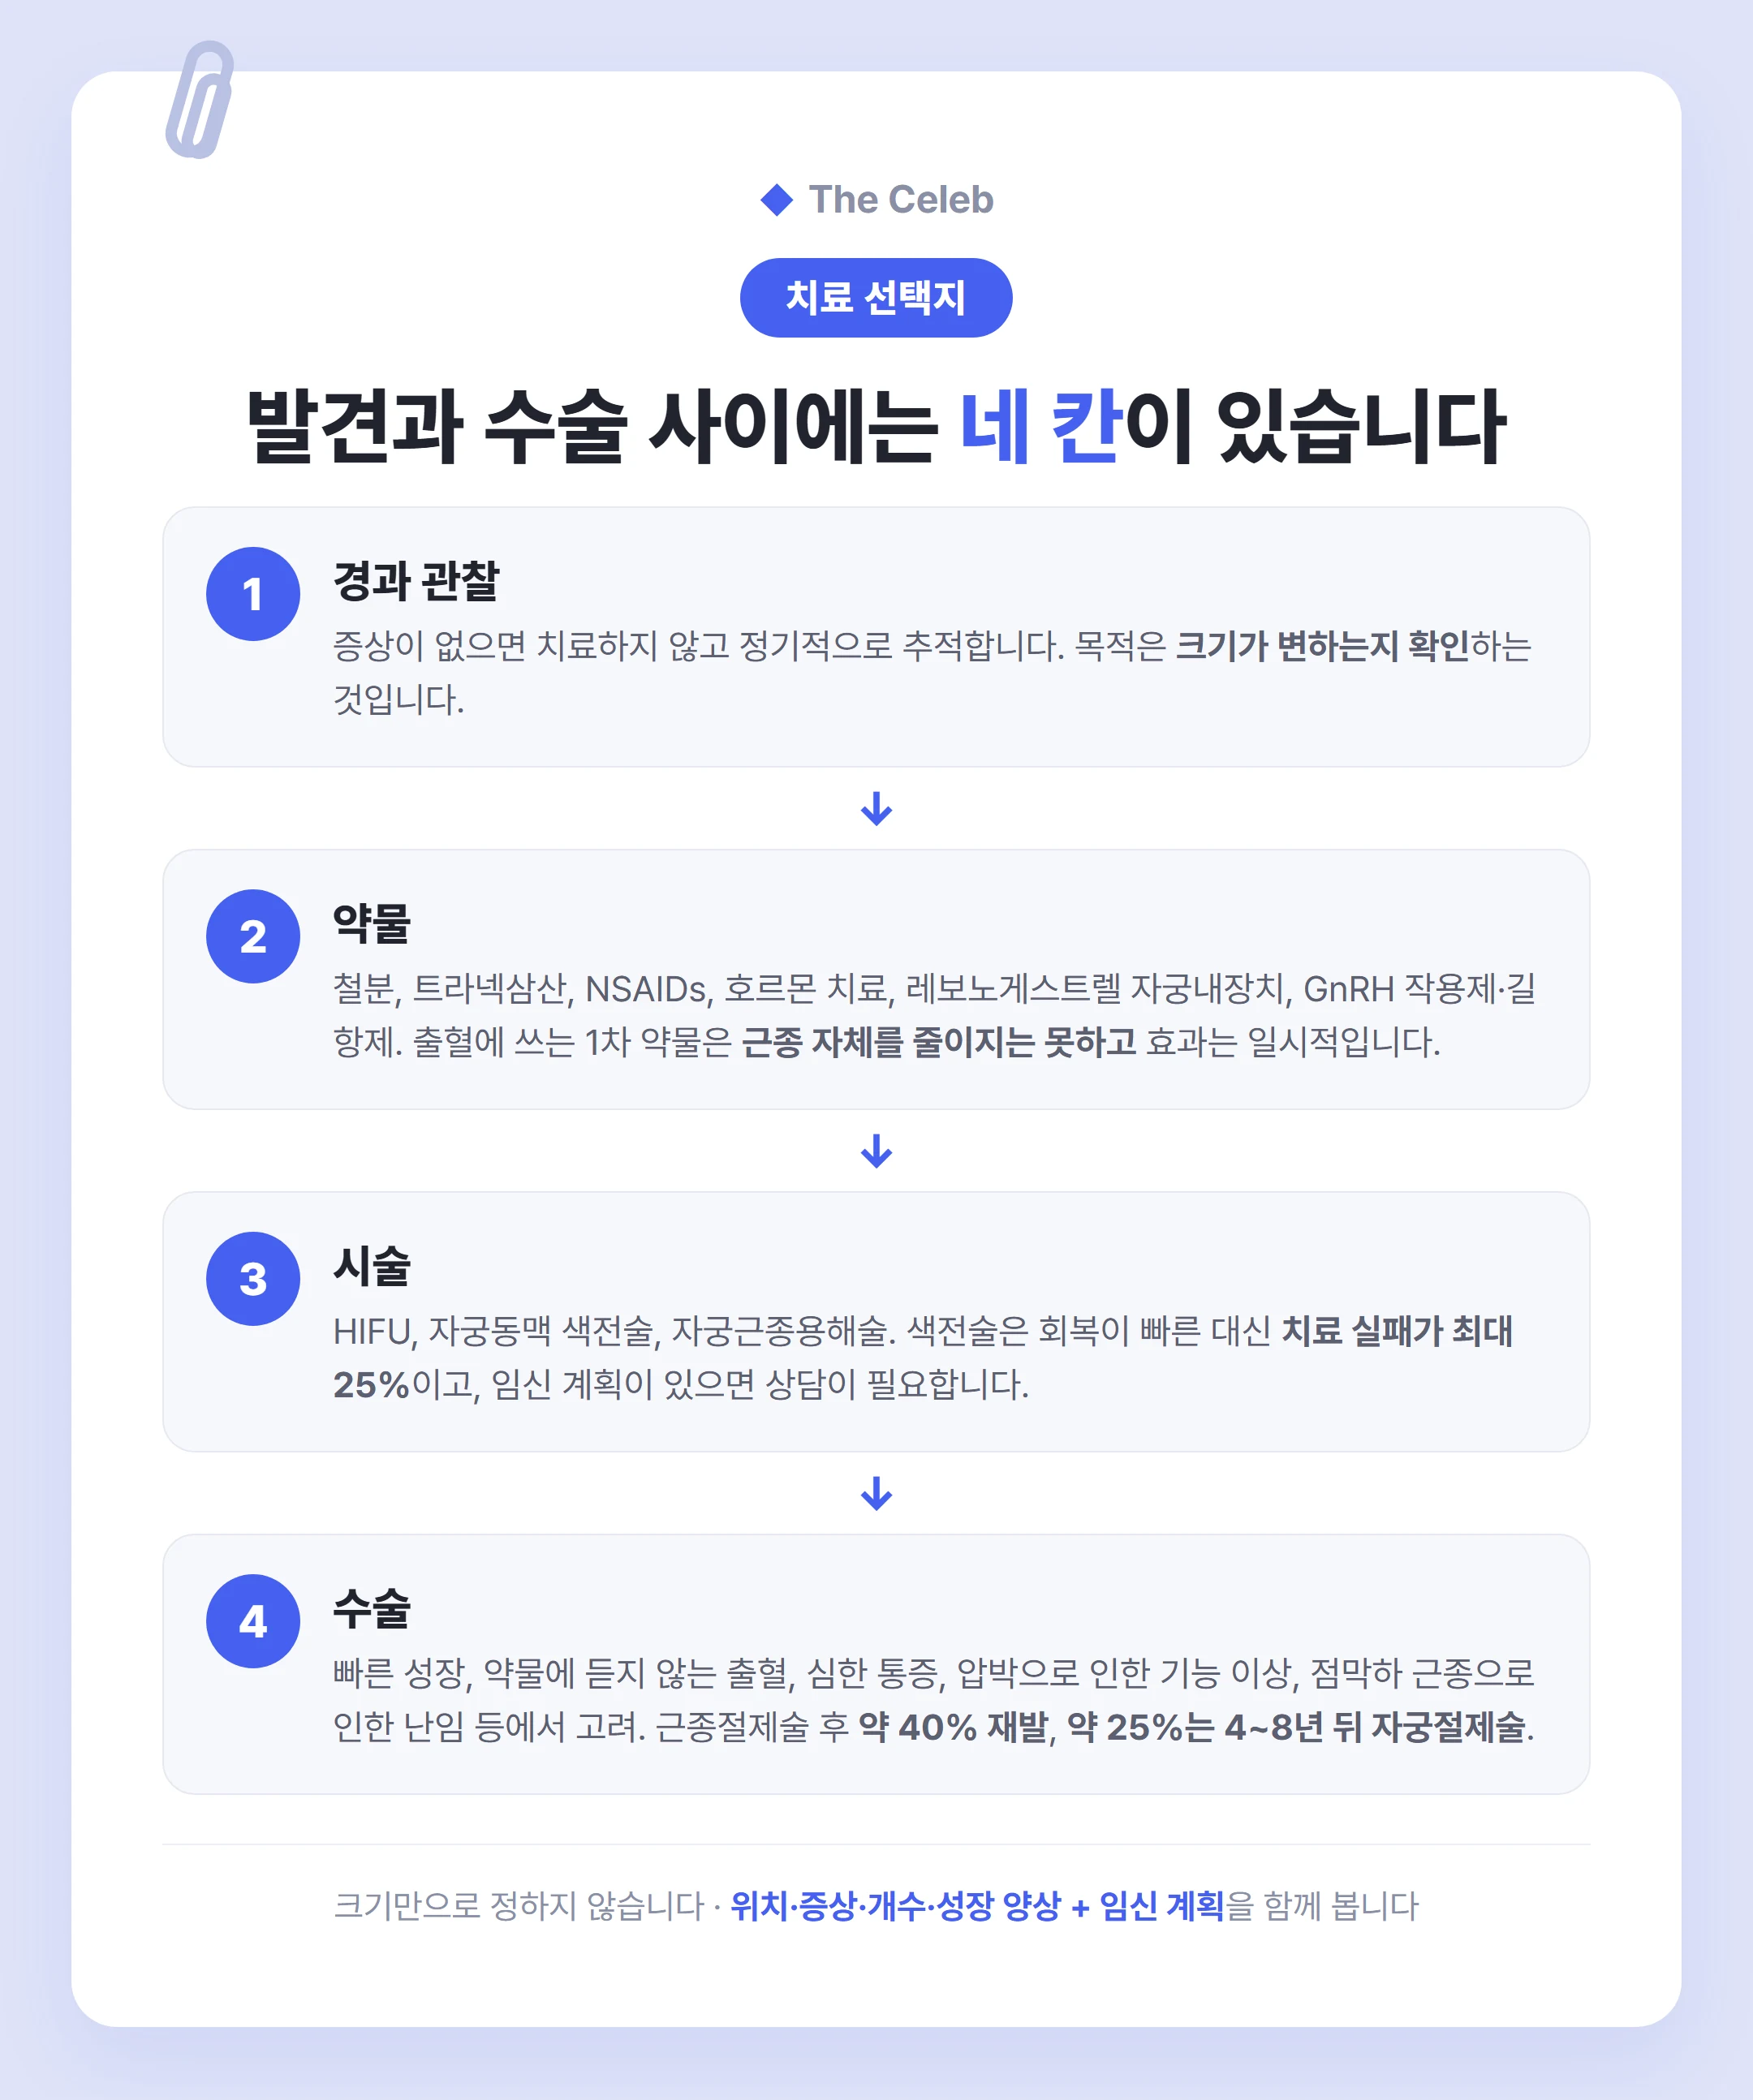 The Celeb
치료 선택지
발견과 수술 사이에는 네 칸이 있습니다
1
경과 관찰
증상이 없으면 치료하지 않고 정기적으로 추적합니다. 목적은 크기가 변하는지 확인하는
것입니다.
2
약물
철분, 트라넥삼산, NSAIDs, 호르몬 치료, 레보노게스트렐 자궁내장치, GnRH 작용제·길
항제. 출혈에 쓰는 1차 약물은 근종 자체를 줄이지는 못하고 효과는 일시적입니다.
3
시술
HIFU, 자궁동맥 색전술, 자궁근종용해술. 색전술은 회복이 빠른 대신 치료 실패가 최대
25%이고, 임신 계획이 있으면 상담이 필요합니다.
4
수술
빠른 성장, 약물에 듣지 않는 출혈, 심한 통증, 압박으로 인한 기능 이상, 점막하 근종으로
인한 난임 등에서 고려. 근종절제술 후 약 40% 재발, 약 25%는 4~8년 뒤 자궁절제술.
크기만으로 정하지 않습니다 · 위치·증상·개수·성장 양상 + 임신 계획을 함께 봅니다